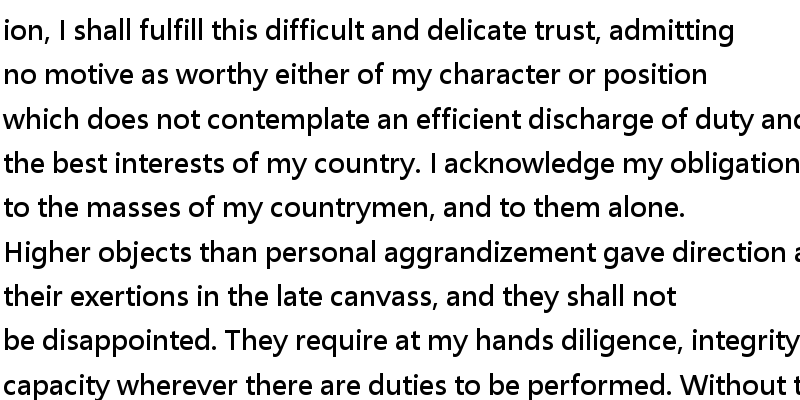 ion, I shall fulfill this difficult and delicate trust, admitting
no motive as worthy either of my character or position
which does not contemplate an efficient discharge of duty and
the best interests of my country. I acknowledge my obligation
to the masses of my countrymen, and to them alone.
Higher objects than personal aggrandizement gave direction
their exertions in the late canvass, and they shall not
be disappointed. They require at my hands diligence, integrity
capacity wherever there are duties to be performed. Without